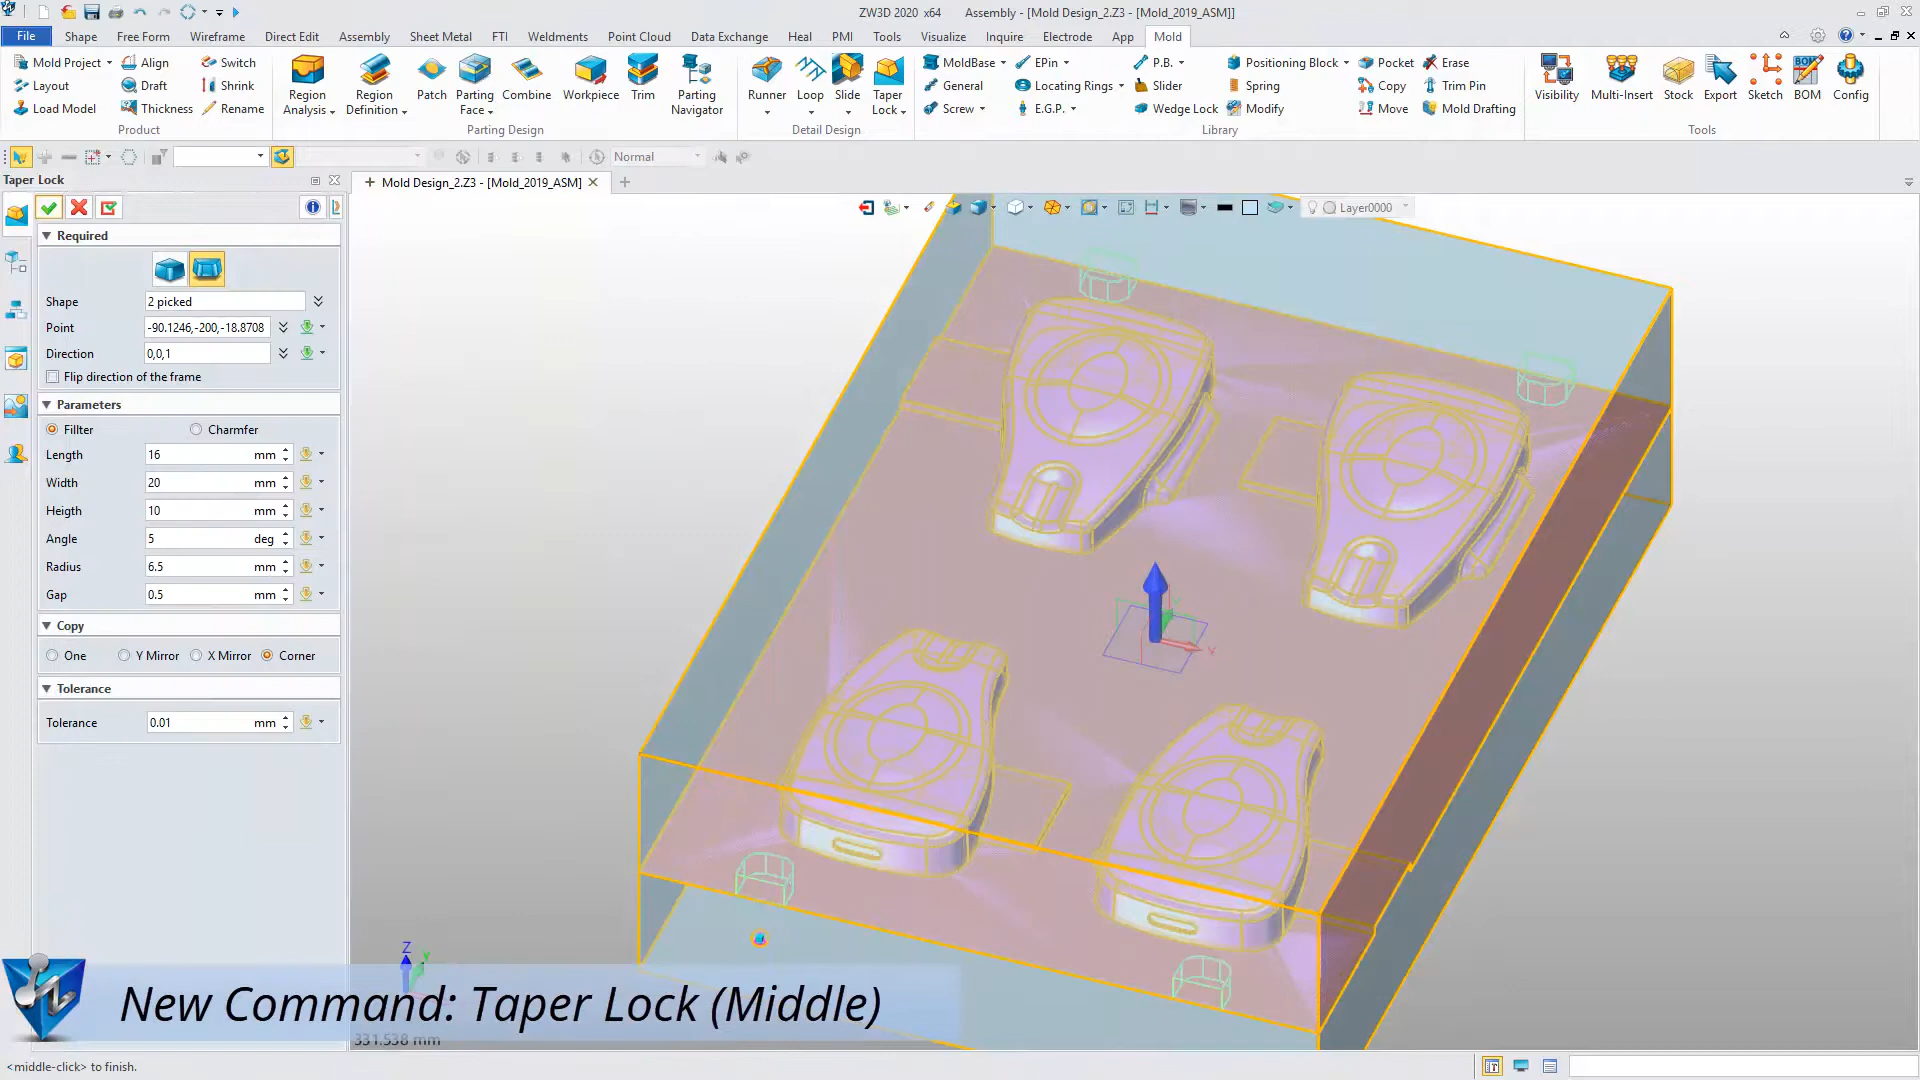 ZW3D 2020 x64 Assembly - [Mold Design_2.Z3 - [Mold_2019_ASM]]
File Shape Free Form Wireframe Direct Edit Assembly Sheet Metal FTI Weldments Point Cloud Data Exchange Heal PMI Tools Visualize Inquire Electrode App Mold
Mold Project Align Switch
Layout Draft Shrink
Load Model Thickness Rename
Product
Region Analysis
Region Definition
Patch
Parting Face
Combine
Workpiece
Trim
Parting Navigator
Parting Design
Runner
Loop
Slide
Taper Lock
Detail Design
MoldBase EPin P.B. Positioning Block Pocket Erase
General Locating Rings Slider Spring Copy Trim Pin
Screw E.G.P. Wedge Lock Modify Move Mold Drafting
Library
Visibility
Multi-Insert
Stock
Export
Sketch
BOM
BOM
Config
Tools
Normal
Taper Lock
Mold Design_2.Z3 - [Mold_2019_ASM]
Layer0000
Required
Shape 2 picked
Point -90.1246,-200,-18.8708
Direction 0,0,1
Flip direction of the frame
Parameters
Fillter Charmfer
Length 16 mm
Width 20 mm
Heigth 10 mm
Angle 5 deg
Radius 6.5 mm
Gap 0.5 mm
Copy
One Y Mirror X Mirror Corner
Tolerance
Tolerance 0.01 mm
Z
Y
New Command: Taper Lock (Middle)
331.538 mm
<middle-click> to finish.